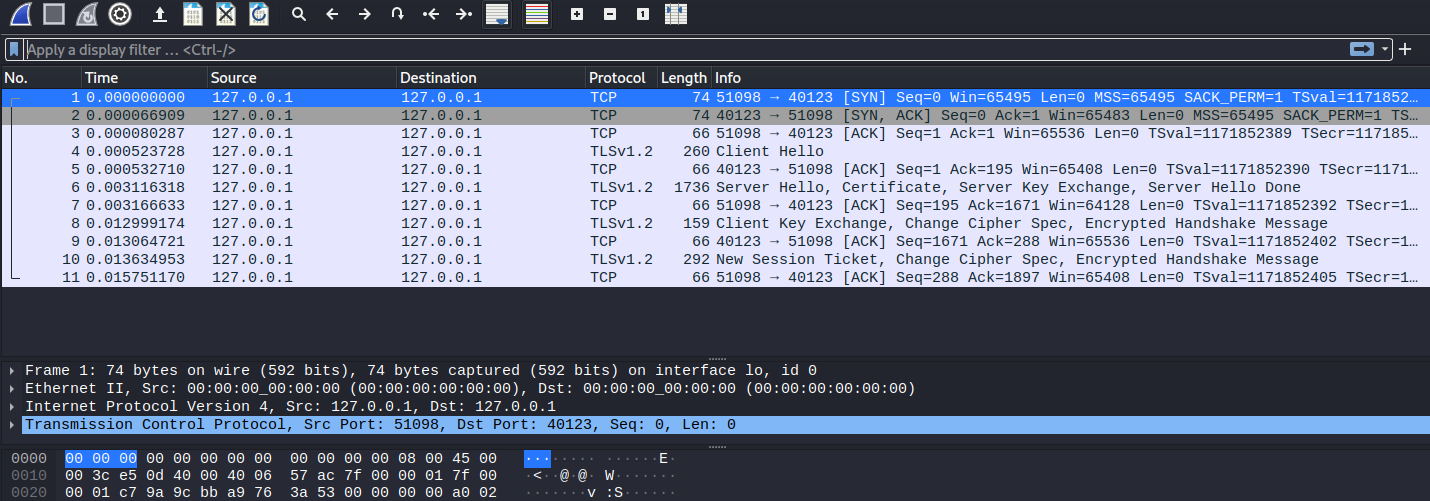 Apply a display filter … <Ctrl-/>
No. Time Source Destination Protocol Length Info
1 0.000000000 127.0.0.1 127.0.0.1 TCP 74 51098 → 40123 [SYN] Seq=0 Win=65495 Len=0 MSS=65495 SACK_PERM=1 TSval=1171852…
2 0.000066909 127.0.0.1 127.0.0.1 TCP 74 40123 → 51098 [SYN, ACK] Seq=0 Ack=1 Win=65483 Len=0 MSS=65495 SACK_PERM=1 TS…
3 0.000080287 127.0.0.1 127.0.0.1 TCP 66 51098 → 40123 [ACK] Seq=1 Ack=1 Win=65536 Len=0 TSval=1171852389 TSecr=117185…
4 0.000523728 127.0.0.1 127.0.0.1 TLSv1.2 260 Client Hello
5 0.000532710 127.0.0.1 127.0.0.1 TCP 66 40123 → 51098 [ACK] Seq=1 Ack=195 Win=65408 Len=0 TSval=1171852390 TSecr=1171…
6 0.003116318 127.0.0.1 127.0.0.1 TLSv1.2 1736 Server Hello, Certificate, Server Key Exchange, Server Hello Done
7 0.003166633 127.0.0.1 127.0.0.1 TCP 66 51098 → 40123 [ACK] Seq=195 Ack=1671 Win=64128 Len=0 TSval=1171852392 TSecr=1…
8 0.012999174 127.0.0.1 127.0.0.1 TLSv1.2 159 Client Key Exchange, Change Cipher Spec, Encrypted Handshake Message
9 0.013064721 127.0.0.1 127.0.0.1 TCP 66 40123 → 51098 [ACK] Seq=1671 Ack=288 Win=65536 Len=0 TSval=1171852402 TSecr=1…
10 0.013634953 127.0.0.1 127.0.0.1 TLSv1.2 292 New Session Ticket, Change Cipher Spec, Encrypted Handshake Message
11 0.015751170 127.0.0.1 127.0.0.1 TCP 66 51098 → 40123 [ACK] Seq=288 Ack=1897 Win=65408 Len=0 TSval=1171852405 TSecr=1…
Frame 1: 74 bytes on wire (592 bits), 74 bytes captured (592 bits) on interface lo, id 0
Ethernet II, Src: 00:00:00_00:00:00 (00:00:00:00:00:00), Dst: 00:00:00_00:00:00 (00:00:00:00:00:00)
Internet Protocol Version 4, Src: 127.0.0.1, Dst: 127.0.0.1
Transmission Control Protocol, Src Port: 51098, Dst Port: 40123, Seq: 0, Len: 0
0000 00 00 00 00 00 00 00 00 00 00 00 00 08 00 45 00 ········ ······E·
0010 00 3c e5 0d 40 00 40 06 57 ac 7f 00 00 01 7f 00 ·<··@·@· W·······
0020 00 01 c7 9a 9c bb a9 76 3a 53 00 00 00 00 a0 02 ·······v :S······